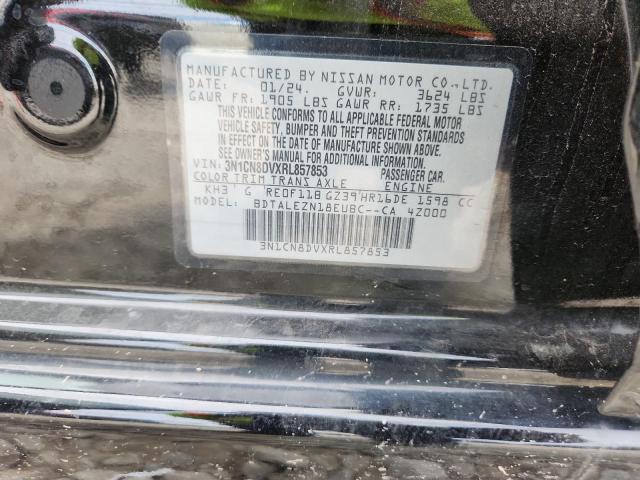 MANUFACTURED BY NISSAN MOTOR CO., LTD.
DATE: 01/24. GVWR: 3624 LBS
GAWR FR: 1905 LBS GAWR RR: 1735 LBS
THIS VEHICLE CONFORMS TO ALL APPLICABLE FEDERAL MOTOR
VEHICLE SAFETY, BUMPER AND THEFT PREVENTION STANDARDS
IN EFFECT ON THE DATE OF MANUFACTURE SHOWN ABOVE.
SEE OWNER'S MANUAL FOR ADDITIONAL INFORMATION.
VIN: 3N1CN8DVXRL857853 PASSENGER CAR.
COLOR TRIM TRANS AXLE ENGINE
KH3 G RE0F11B GZ39 HR16DE 1598 CC
BDTALEZN18EUBC--CA 4Z000
3N1CN8DVXRL857853